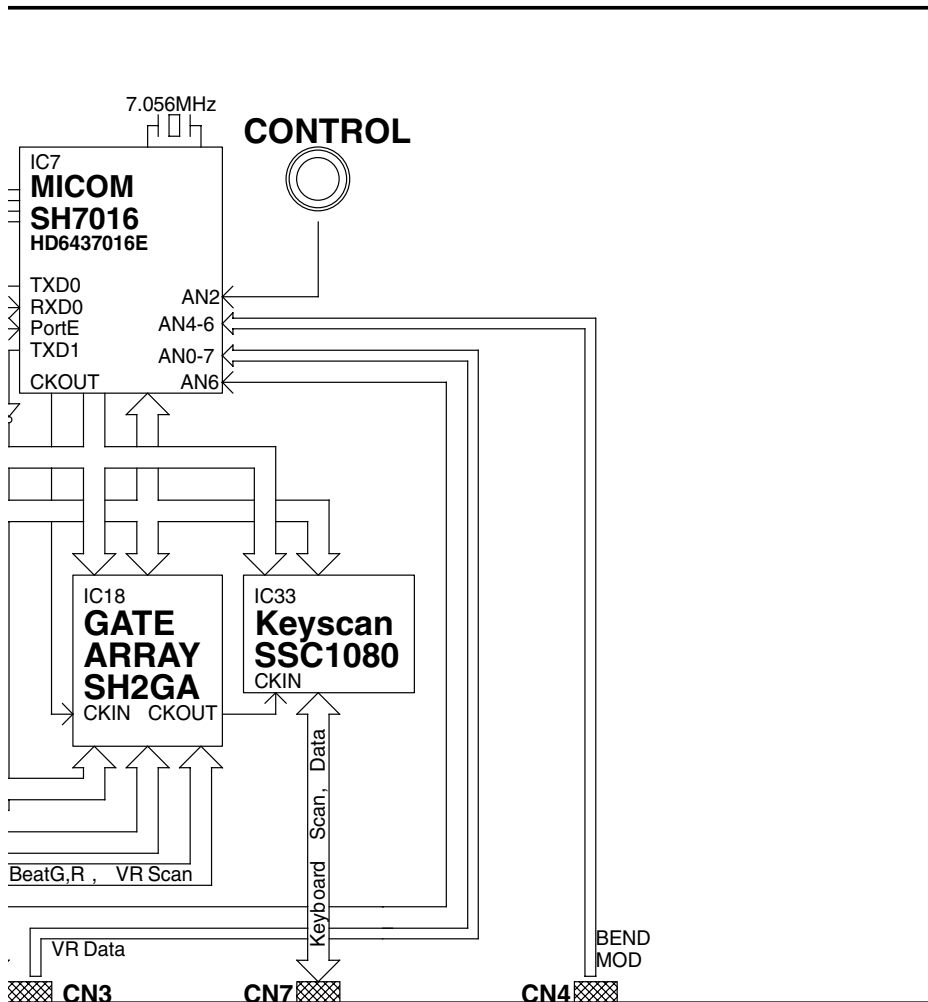 7.056MHz
CONTROL
IC7
MICOM
SH7016
HD6437016E
TXD0
RXD0
PortE
TXD1
CKOUT
AN2
AN4-6
AN0-7
AN6
IC18
GATE
ARRAY
SH2GA
CKIN CKOUT
IC33
Keyscan
SSC1080
CKIN
Keyboard Scan, Data
BeatG,R , VR Scan
VR Data
BEND
MOD
CN3
CN7
CN4